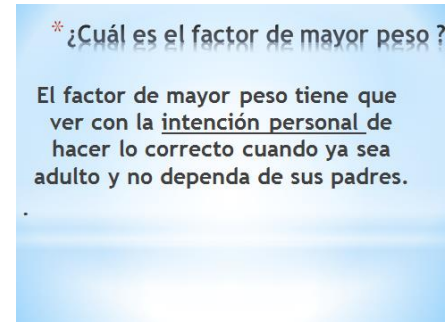 * ¿Cuál es el factor de mayor peso ?
El factor de mayor peso tiene que
ver con la intención personal de
hacer lo correcto cuando ya sea
adulto y no dependa de sus padres.
.